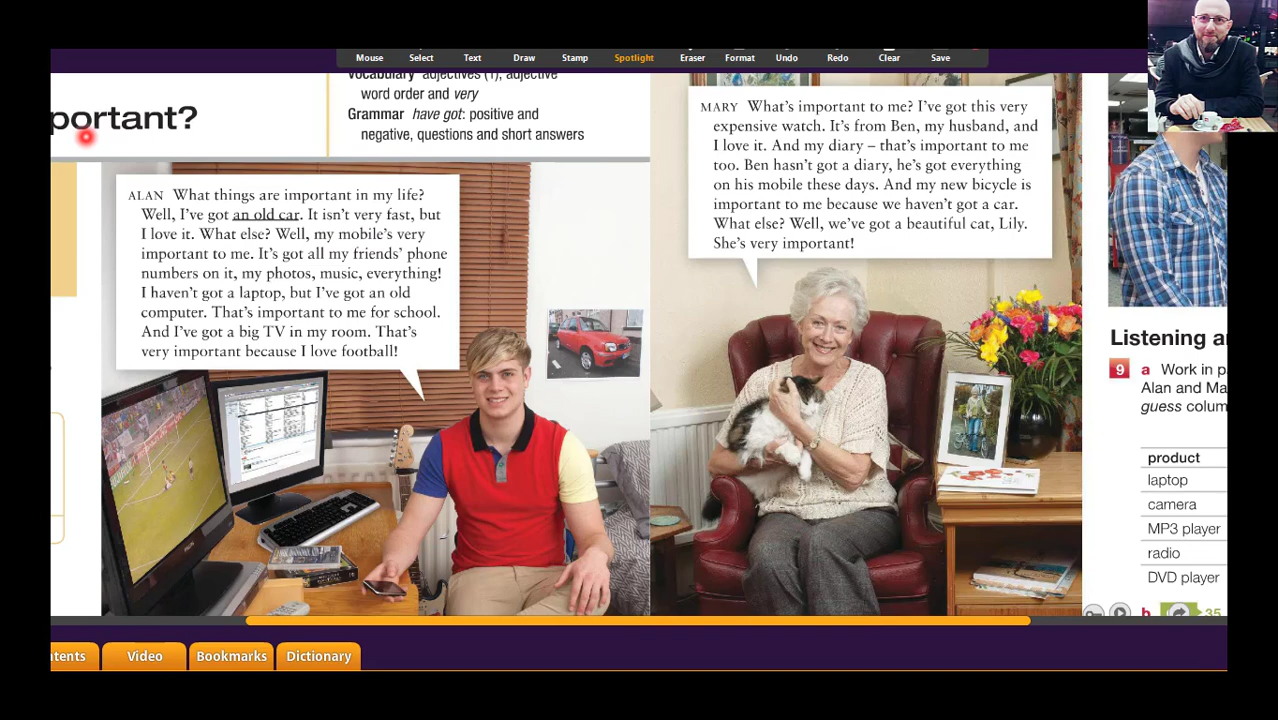 Mouse Select Text Draw Stamp Spotlight Eraser Format Undo Redo Clear Save
portant?
Vocabulary adjectives (1); adjective
word order and very
Grammar have got: positive and
negative, questions and short answers
ALAN What things are important in my life?
Well, I've got an old car. It isn't very fast, but
I love it. What else? Well, my mobile's very
important to me. It's got all my friends' phone
numbers on it, my photos, music, everything!
I haven't got a laptop, but I've got an old
computer. That's important to me for school.
And I've got a big TV in my room. That's
very important because I love football!
MARY What's important to me? I've got this very
expensive watch. It's from Ben, my husband, and
I love it. And my diary – that's important to me
too. Ben hasn't got a diary, he's got everything
on his mobile these days. And my new bicycle is
important to me because we haven't got a car.
What else? Well, we've got a beautiful cat, Lily.
She's very important!
Listening a
9 a Work in p
Alan and Ma
guess colum
product
laptop
camera
MP3 player
radio
DVD player
b 35
tents Video Bookmarks Dictionary